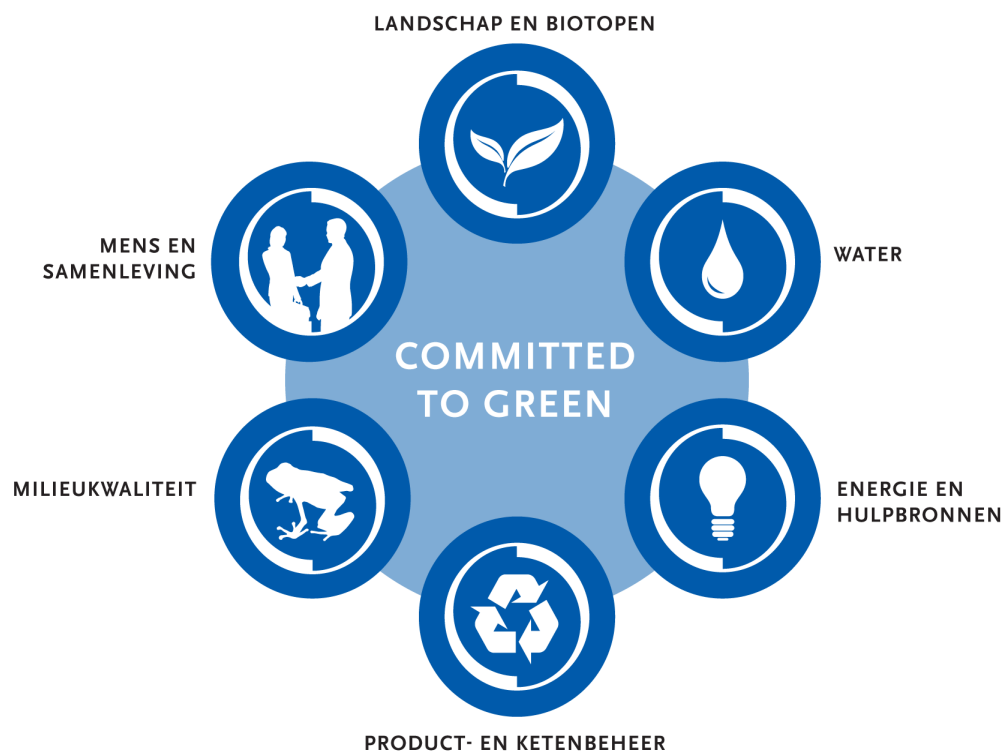 LANDSCHAP EN BIOTOPEN
MENS EN
SAMENLEVING
WATER
COMMITTED
TO GREEN
MILIEUKWALITEIT
ENERGIE EN
HULPBRONNEN
PRODUCT- EN KETENBEHEER